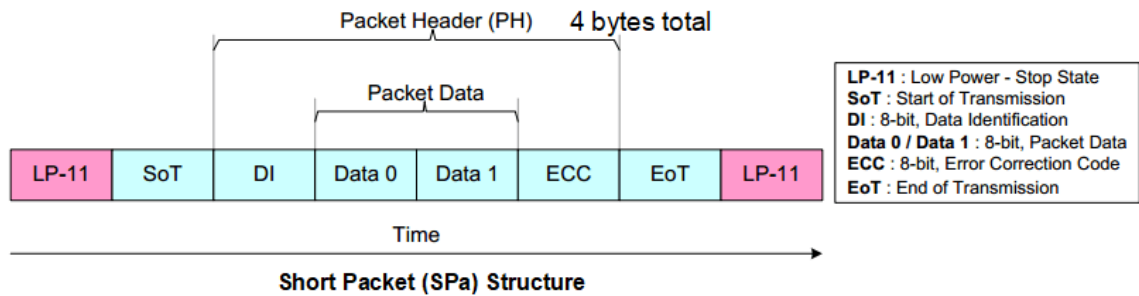 Packet Header (PH) 4 bytes total
Packet Data
LP-11 SoT DI Data 0 Data 1 ECC EoT LP-11
Time
Short Packet (SPa) Structure
LP-11 : Low Power - Stop State
SoT : Start of Transmission
DI : 8-bit, Data Identification
Data 0 / Data 1 : 8-bit, Packet Data
ECC : 8-bit, Error Correction Code
EoT : End of Transmission